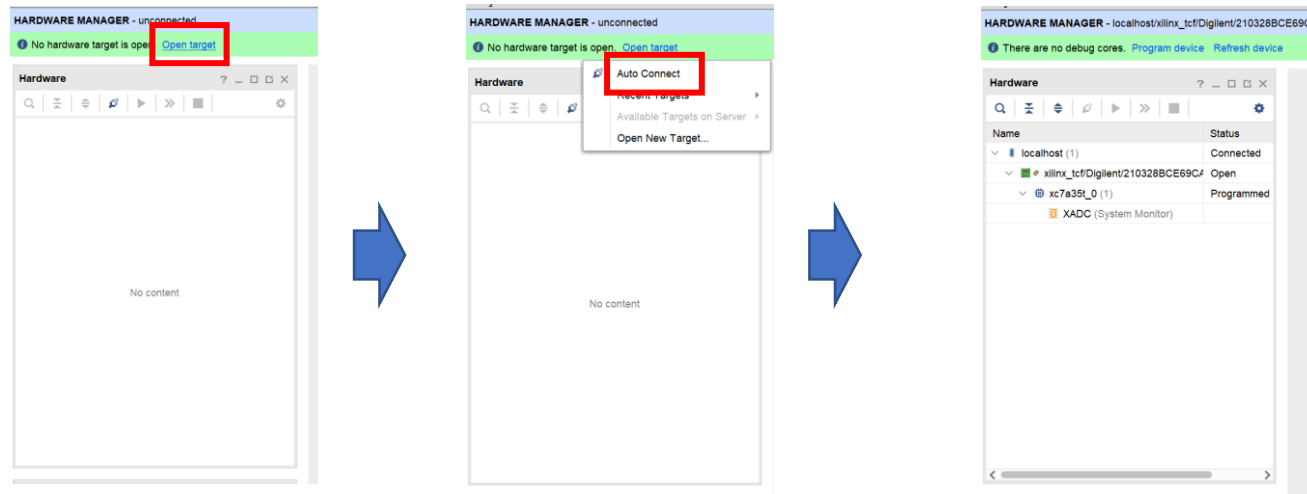 HARDWARE MANAGER - unconnected
No hardware target is open. Open target
Hardware
? _
No content
HARDWARE MANAGER - unconnected
No hardware target is open. Open target
Hardware
Auto Connect
Recent Targets
Available Targets on Server
Open New Target...
No content
HARDWARE MANAGER - localhost/xilinx_tcf/Digilent/210328BCE69C
There are no debug cores. Program device Refresh device
Hardware
? _
Name Status
localhost (1) Connected
xilinx_tcf/Digilent/210328BCE69CA Open
xc7a35t_0 (1) Programmed
XADC (System Monitor)